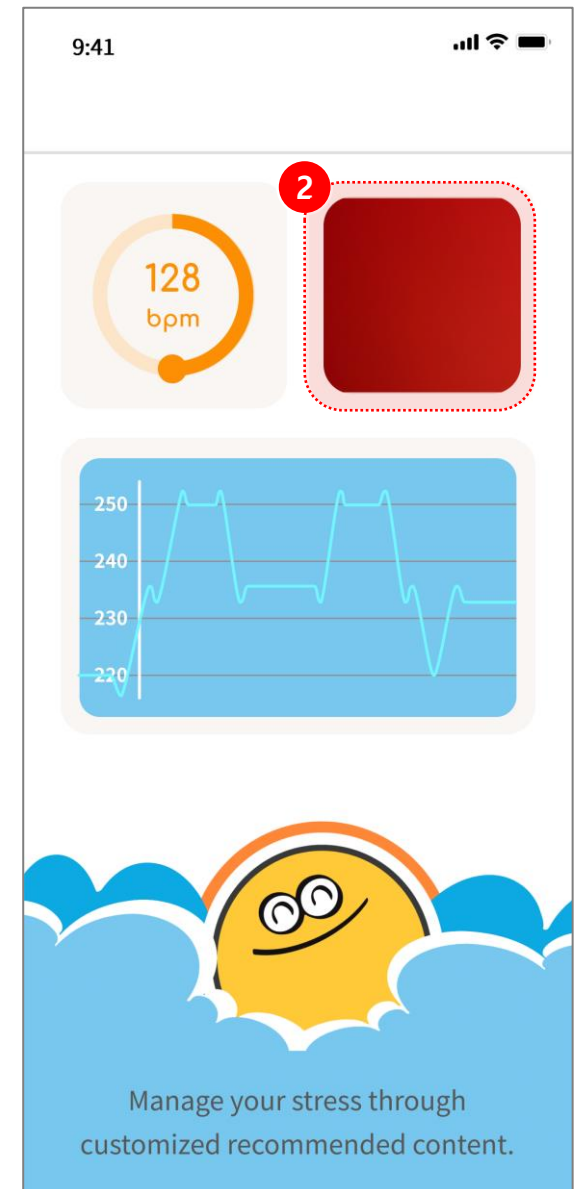 9:41
2
128
bpm
250
240
230
220
Manage your stress through
customized recommended content.